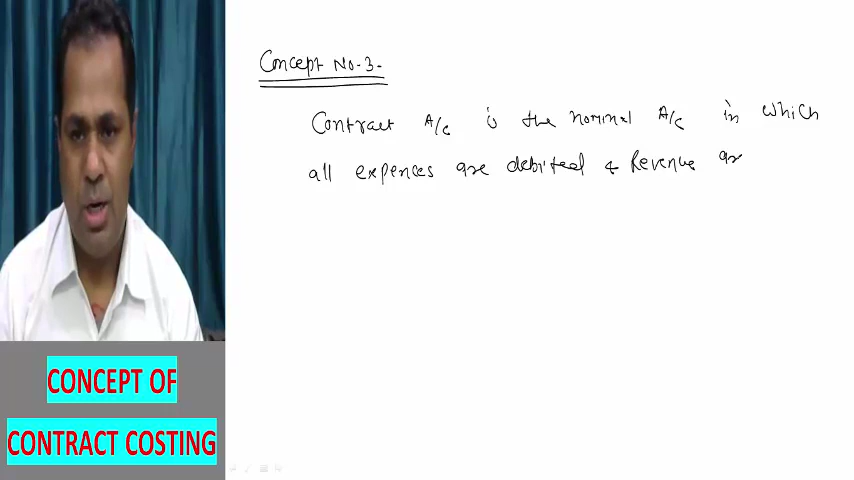 Concept No-3-
Contract A/c is the nominal A/c in which
all expences are debited & Revenue are
CONCEPT OF
CONTRACT COSTING